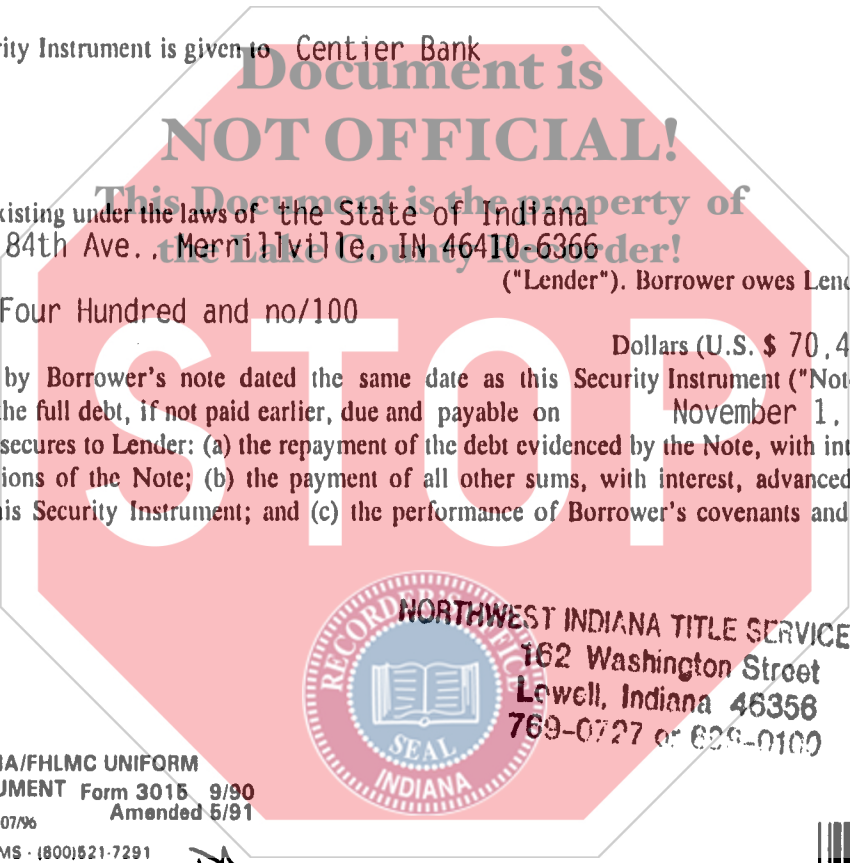 rity Instrument is given to Centier Bank
Document is
NOT OFFICIAL!
This Document is the property of
the Lake County Recorder!
xisting under the laws of the State of Indiana
84th Ave., Merrillville, IN 46410-6366
("Lender"). Borrower owes Lend
Four Hundred and no/100
Dollars (U.S. $ 70,4
by Borrower's note dated the same date as this Security Instrument ("Not
he full debt, if not paid earlier, due and payable on November 1,
secures to Lender: (a) the repayment of the debt evidenced by the Note, with int
ions of the Note; (b) the payment of all other sums, with interest, advanced
is Security Instrument; and (c) the performance of Borrower's covenants and
STOP
NORTHWEST INDIANA TITLE SERVICE
162 Washington Street
Lowell, Indiana 46356
769-0727 or
RECORDER'S OFFICE
SEAL
INDIANA
IA/FHLMC UNIFORM
UMENT Form 3015 9/90
Amended 5/91
07/96
MS - (800)521-7291